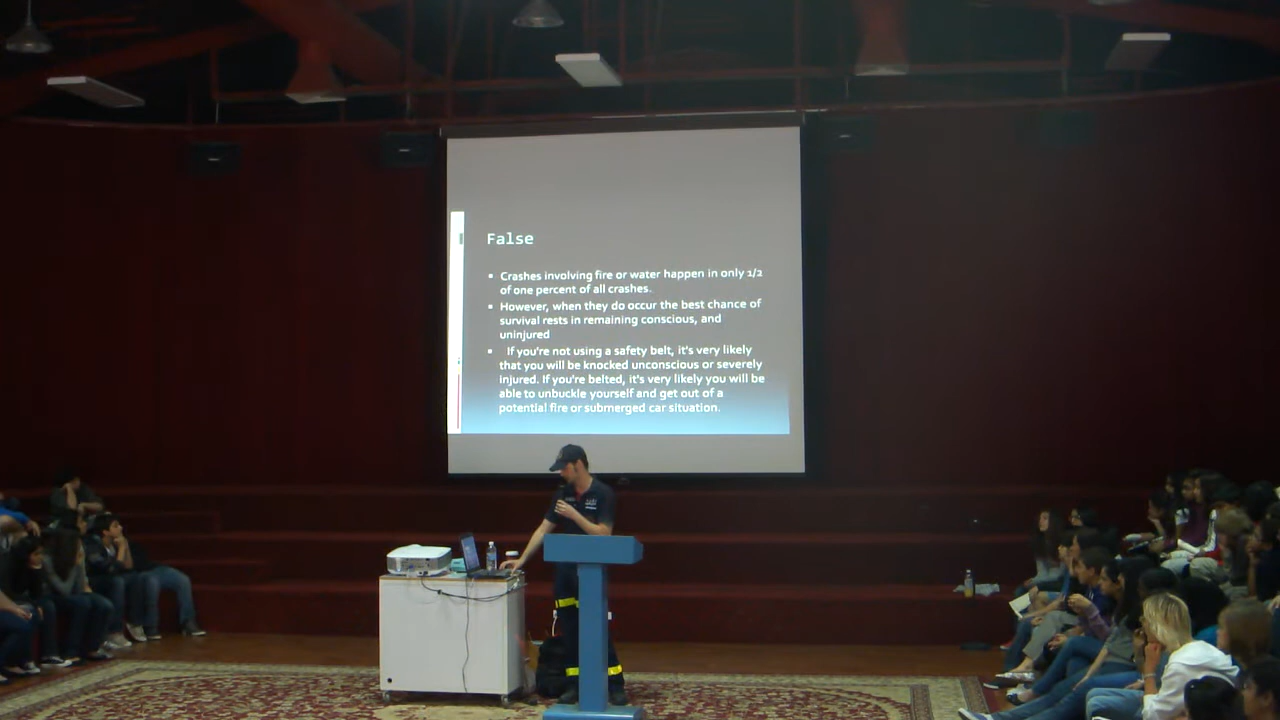 False
▪ Crashes involving fire or water happen in only 1/2
of one percent of all crashes.
▪ However, when they do occur the best chance of
survival rests in remaining conscious, and
uninjured
▪ If you're not using a safety belt, it's very likely
that you will be knocked unconscious or severely
injured. If you're belted, it's very likely you will be
able to unbuckle yourself and get out of a
potential fire or submerged car situation.